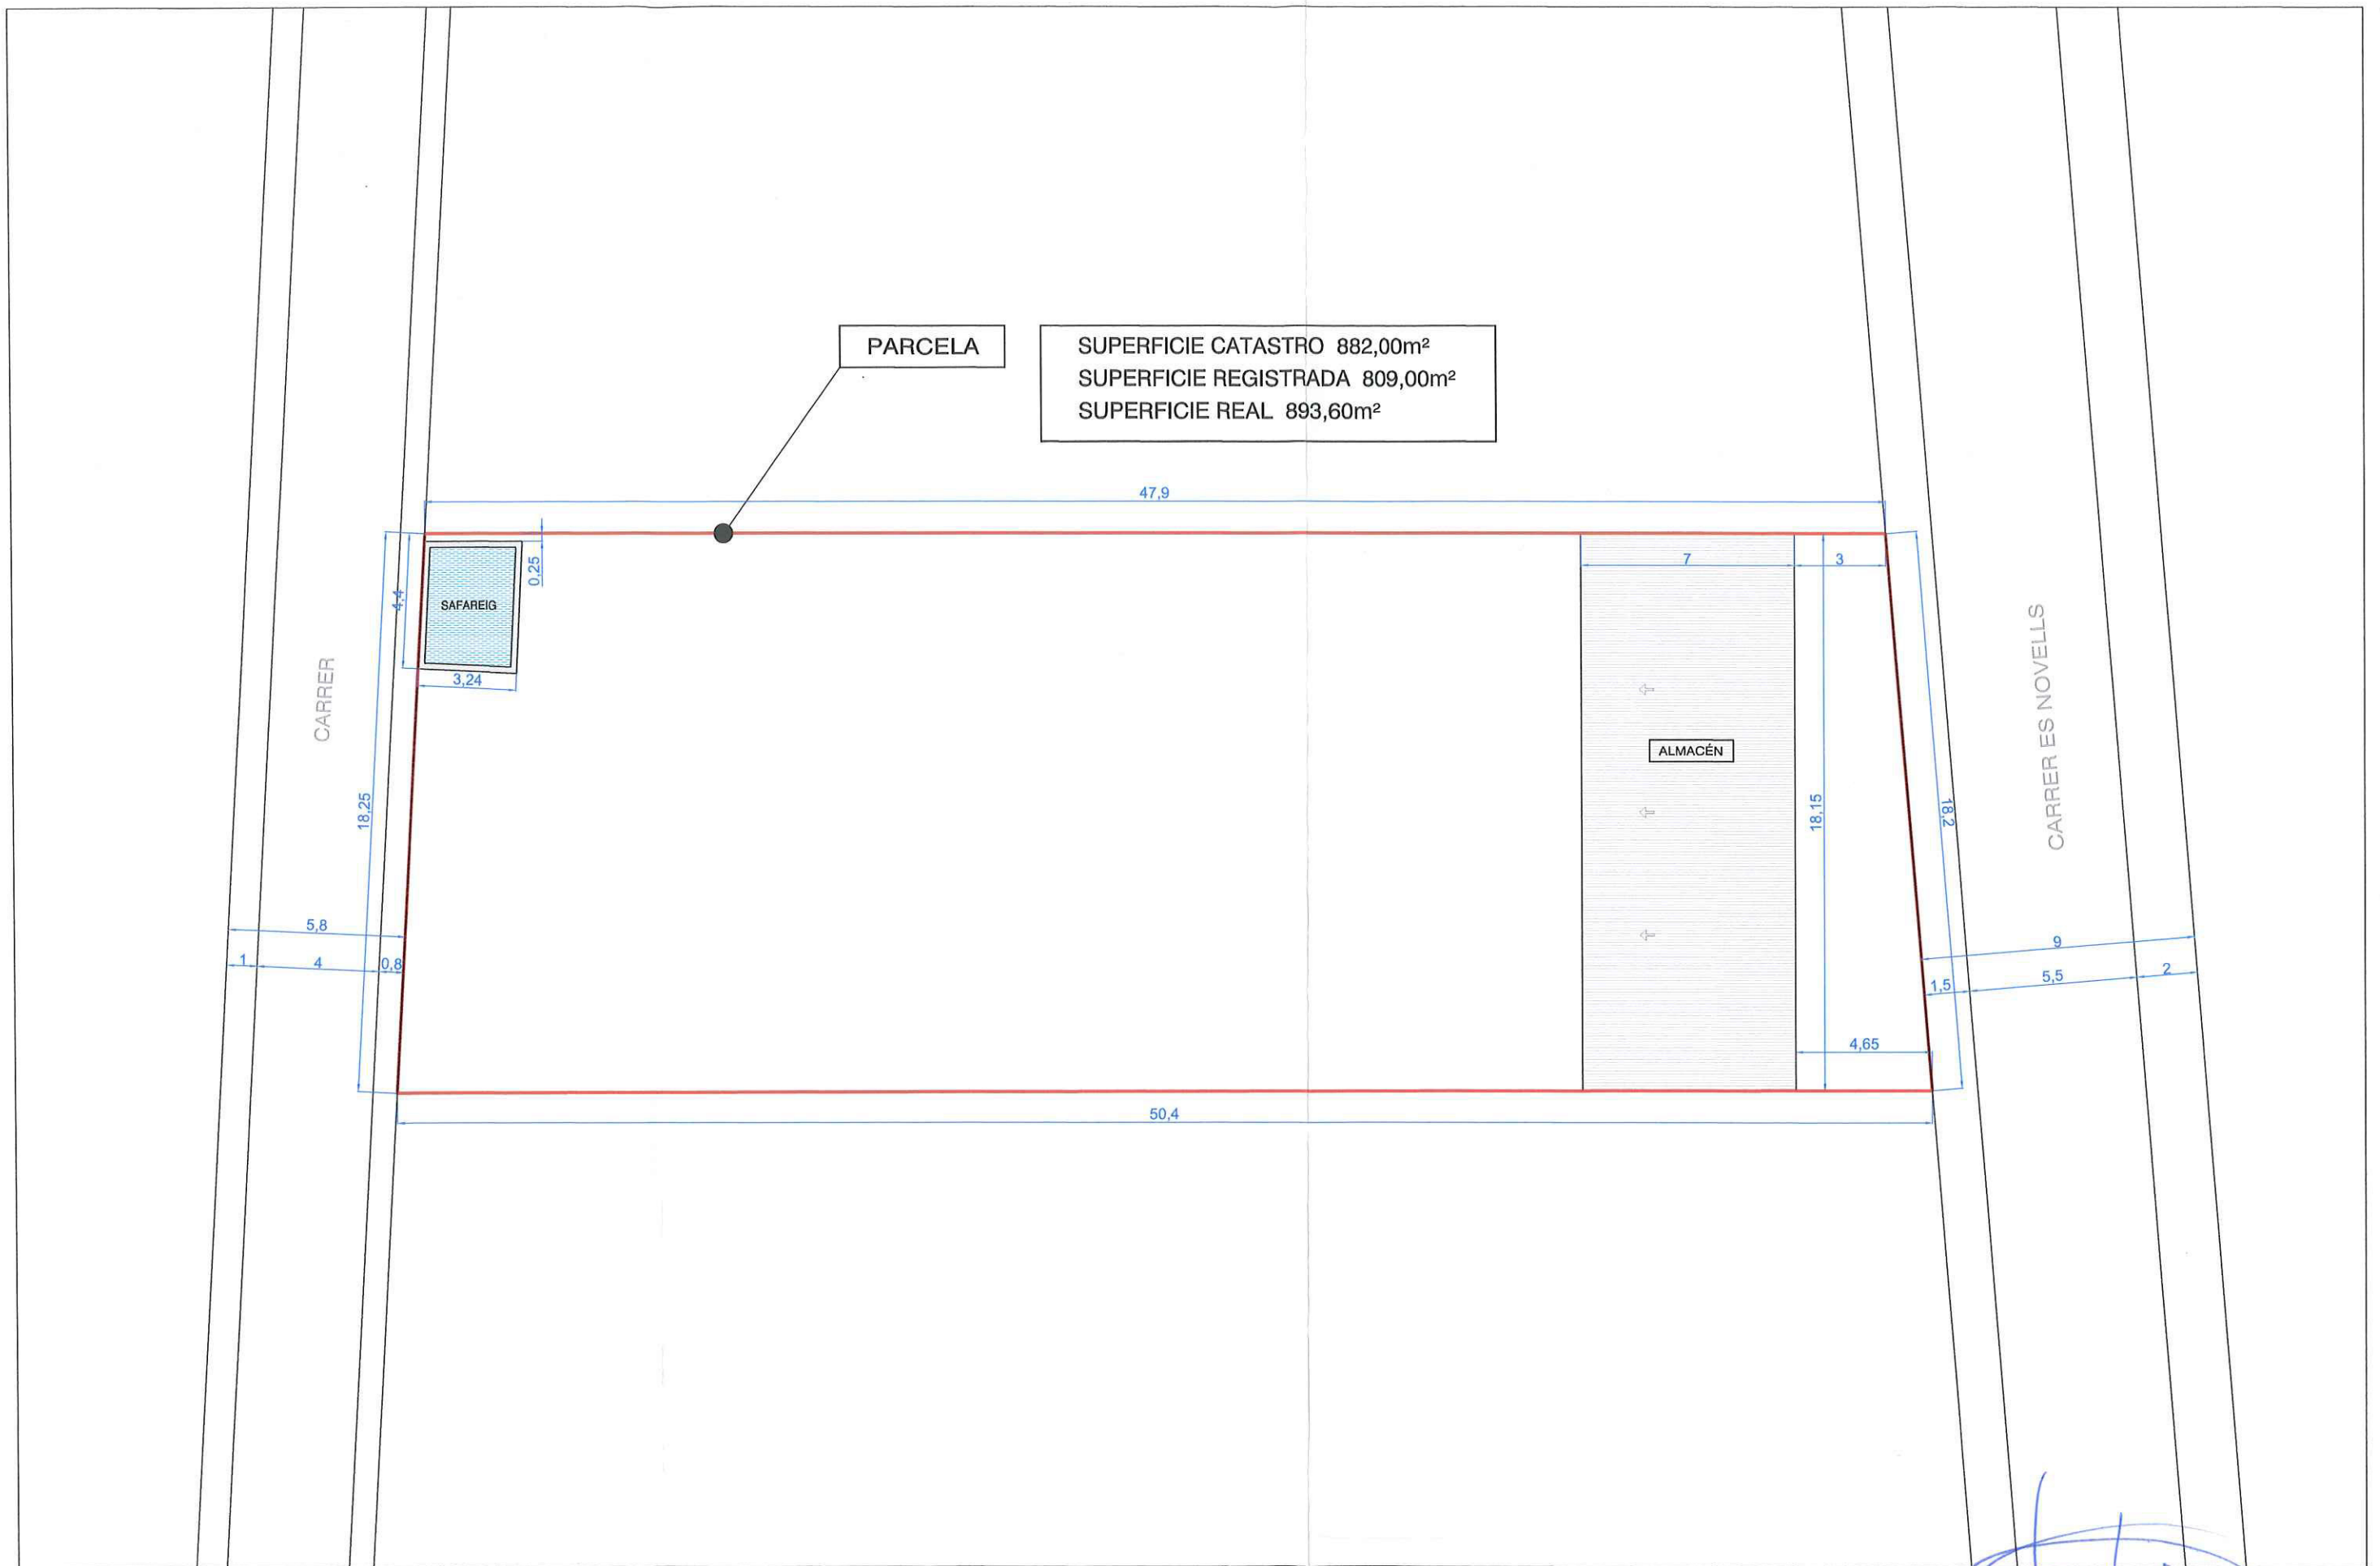 PARCELA
SUPERFICIE CATASTRO 882,00m²
SUPERFICIE REGISTRADA 809,00m²
SUPERFICIE REAL 893,60m²
47,9
0,25
7
3
4,4
SAFAREIG
3,24
CARRER
CARRER ES NOVELLS
ALMACÉN
18,25
18,15
18,2
5,8
1
4
0,8
9
1,5
5,5
2
4,65
50,4